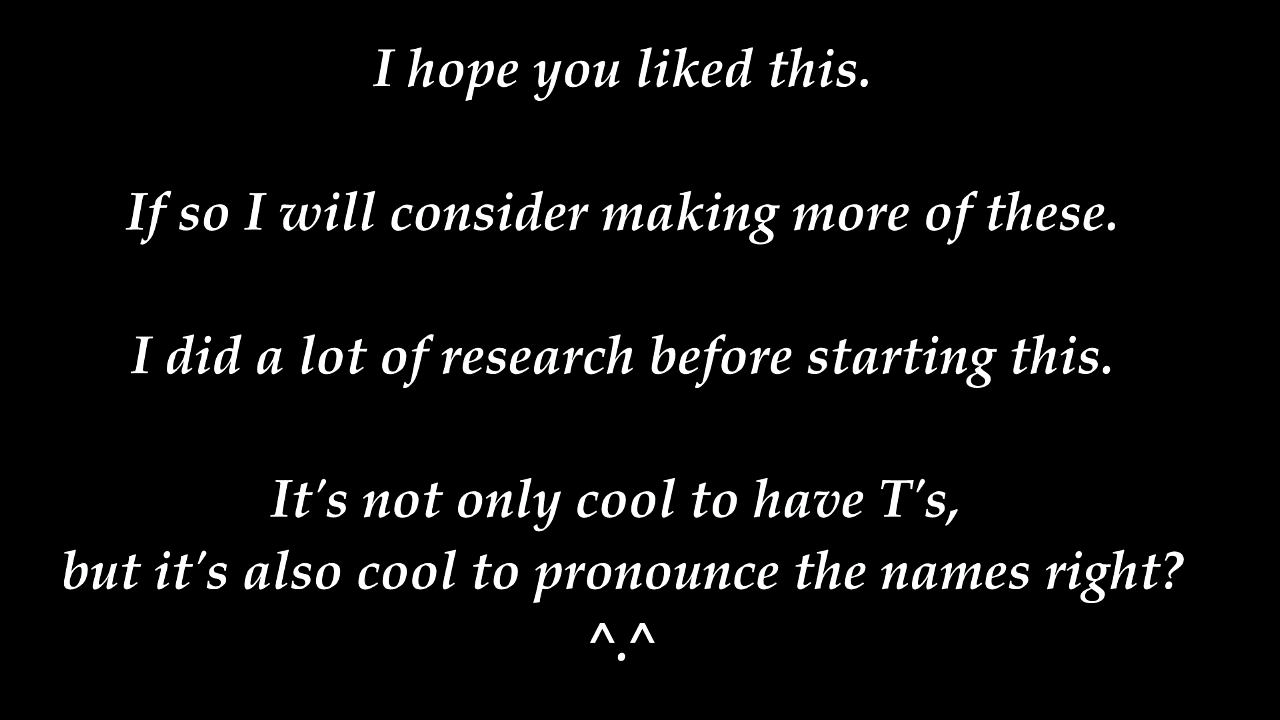 I hope you liked this.
If so I will consider making more of these.
I did a lot of research before starting this.
It's not only cool to have T's,
but it's also cool to pronounce the names right?
^.^